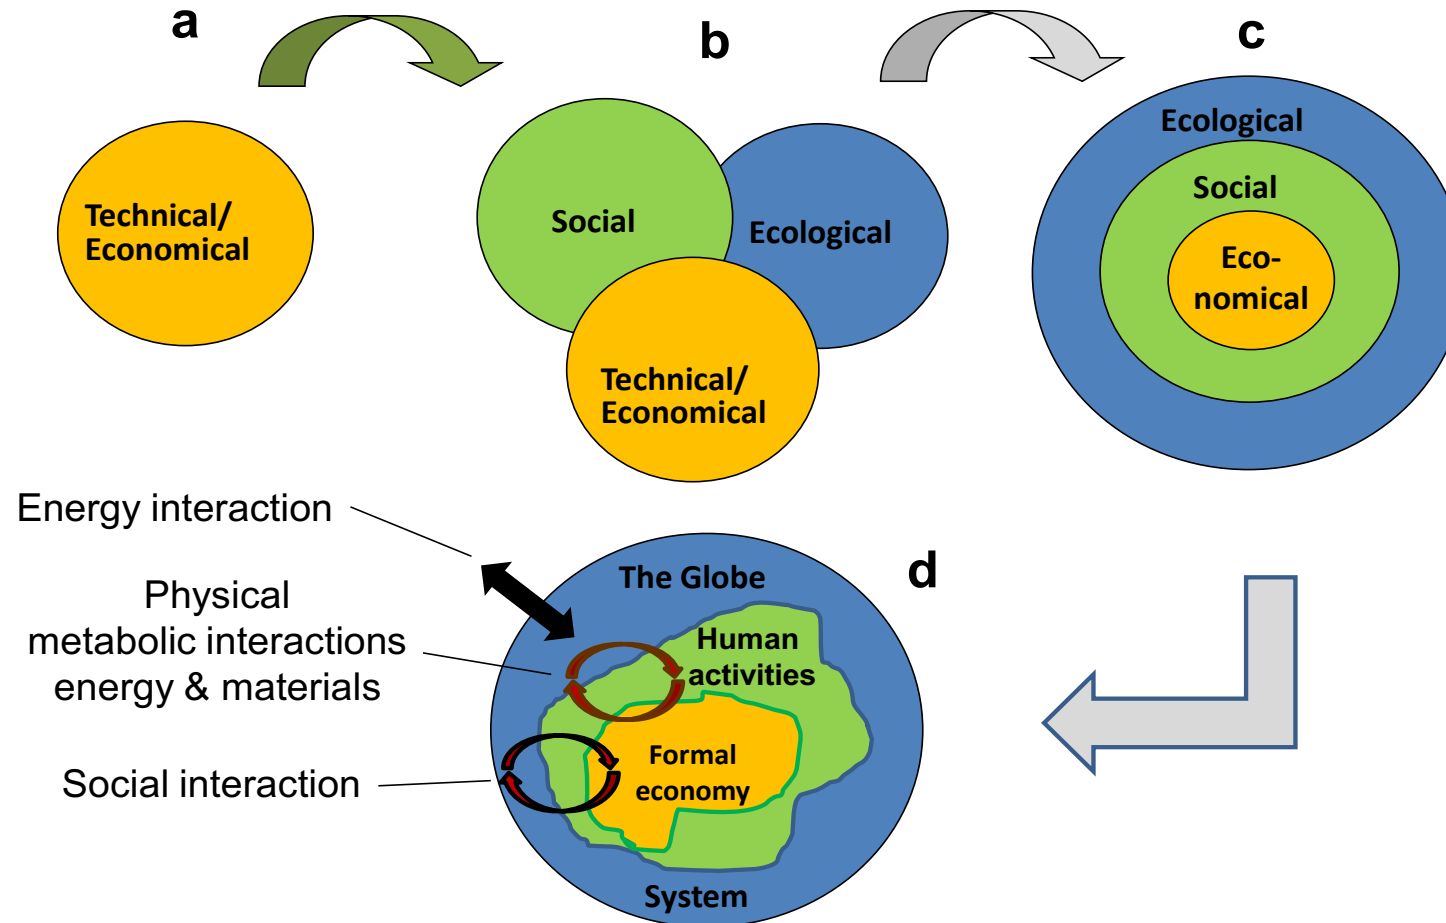 a
b
c
Technical/
Economical
Social
Ecological
Technical/
Economical
Ecological
Social
Eco-
nomical
d
Energy interaction
Physical
metabolic interactions
energy & materials
Social interaction
The Globe
Human
activities
Formal
economy
System